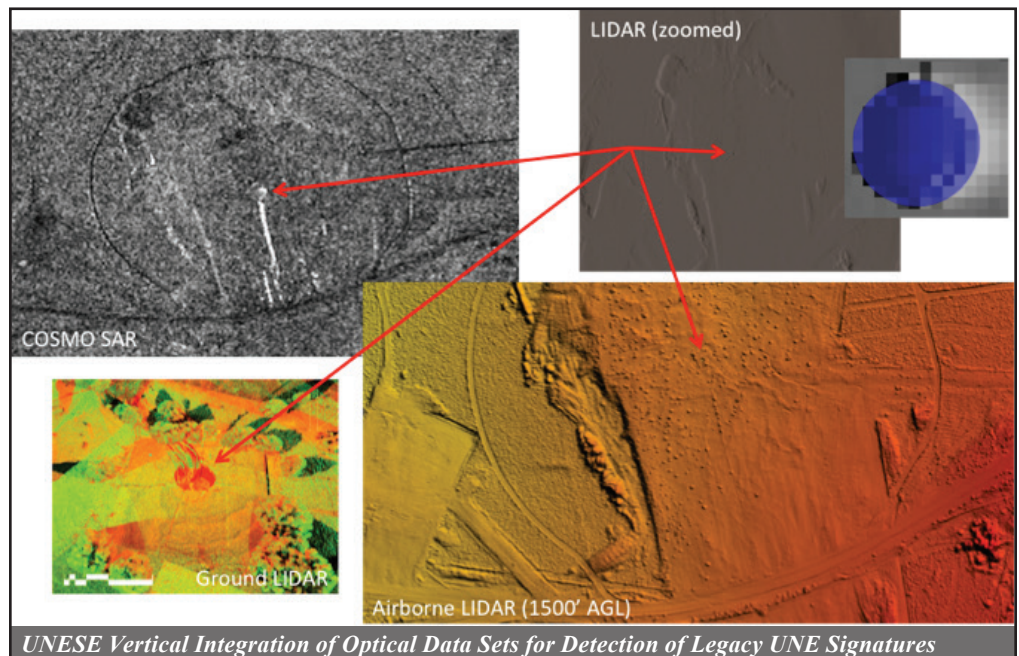 LIDAR (zoomed)
COSMO SAR
Ground LIDAR
Airborne LIDAR (1500' AGL)
UNESE Vertical Integration of Optical Data Sets for Detection of Legacy UNE Signatures